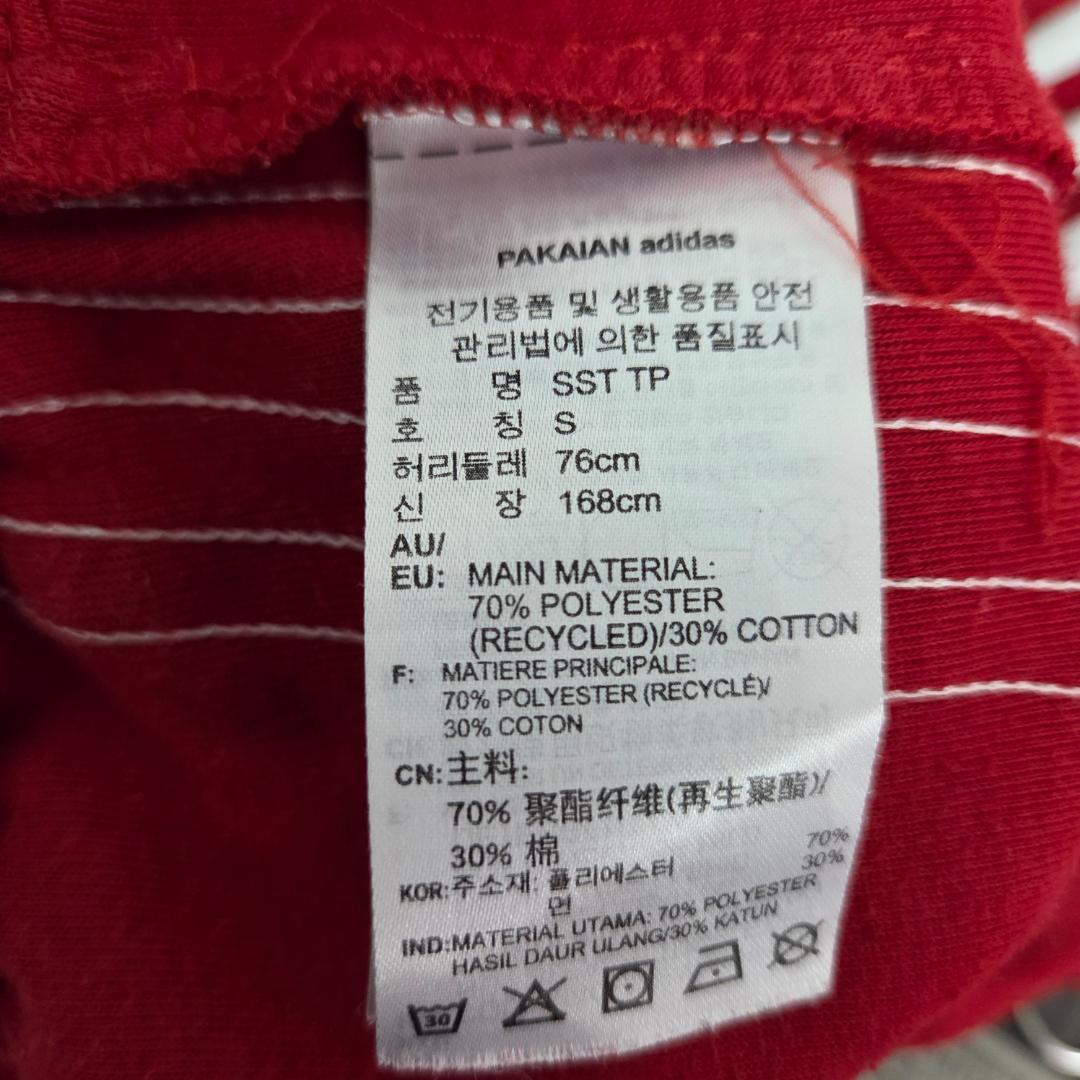 PAKAIAN adidas
전기용품 및 생활용품 안전
관리법에 의한 품질표시
품 명 SST TP
호 칭 S
허리둘레 76cm
신 장 168cm
AU/
EU: MAIN MATERIAL:
70% POLYESTER
(RECYCLED)/30% COTTON
F: MATIERE PRINCIPALE:
70% POLYESTER (RECYCLÉ)/
30% COTON
CN:主料:
70% 聚酯纤维(再生聚酯)/
30% 棉
KOR:주소재: 폴리에스터 70%
면 30%
IND:MATERIAL UTAMA: 70% POLYESTER
HASIL DAUR ULANG/30% KATUN
30